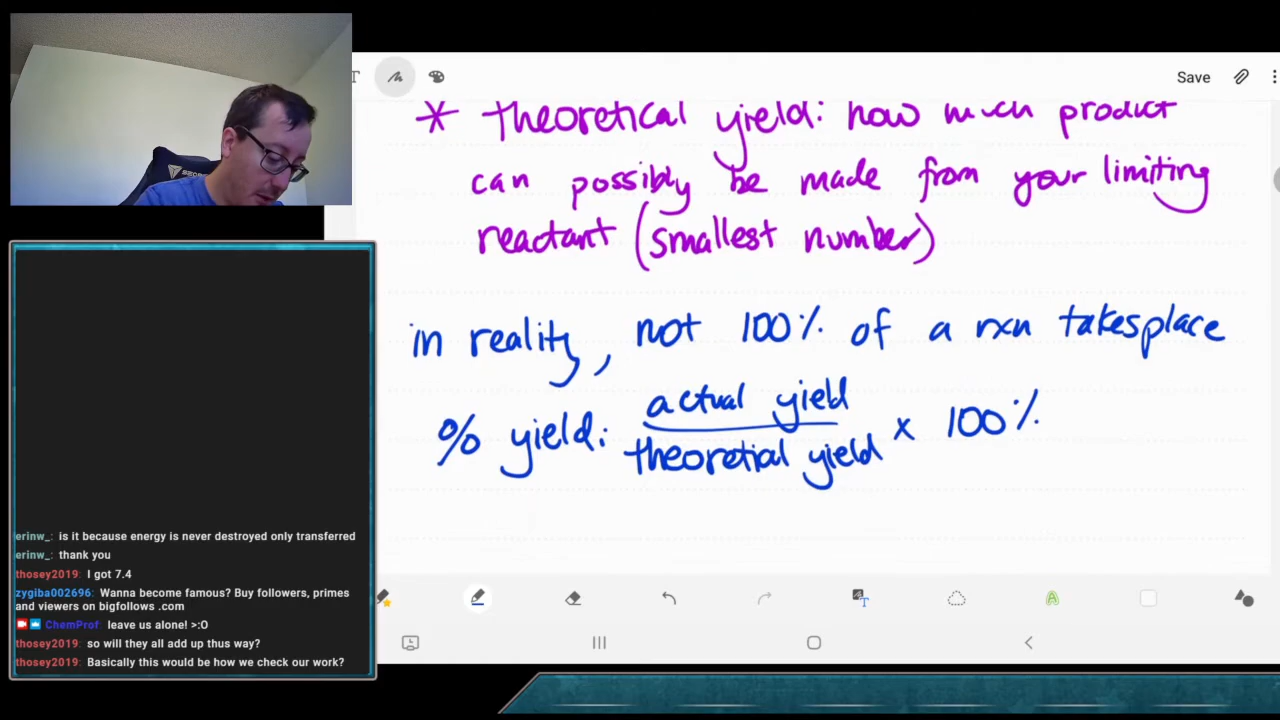 T
Save
* Theoretical yield: how much product
can possibly be made from your limiting
reactant (smallest number)
in reality, not 100% of a rxn takes place
% yield: actual yield
theoretial yield x 100%
erinw_: is it because energy is never destroyed only transferred
erinw_: thank you
thosey2019: I got 7.4
zygiba002696: Wanna become famous? Buy followers, primes
and viewers on bigfollows .com
ChemProf: leave us alone! >:O
thosey2019: so will they all add up thus way?
thosey2019: Basically this would be how we check our work?